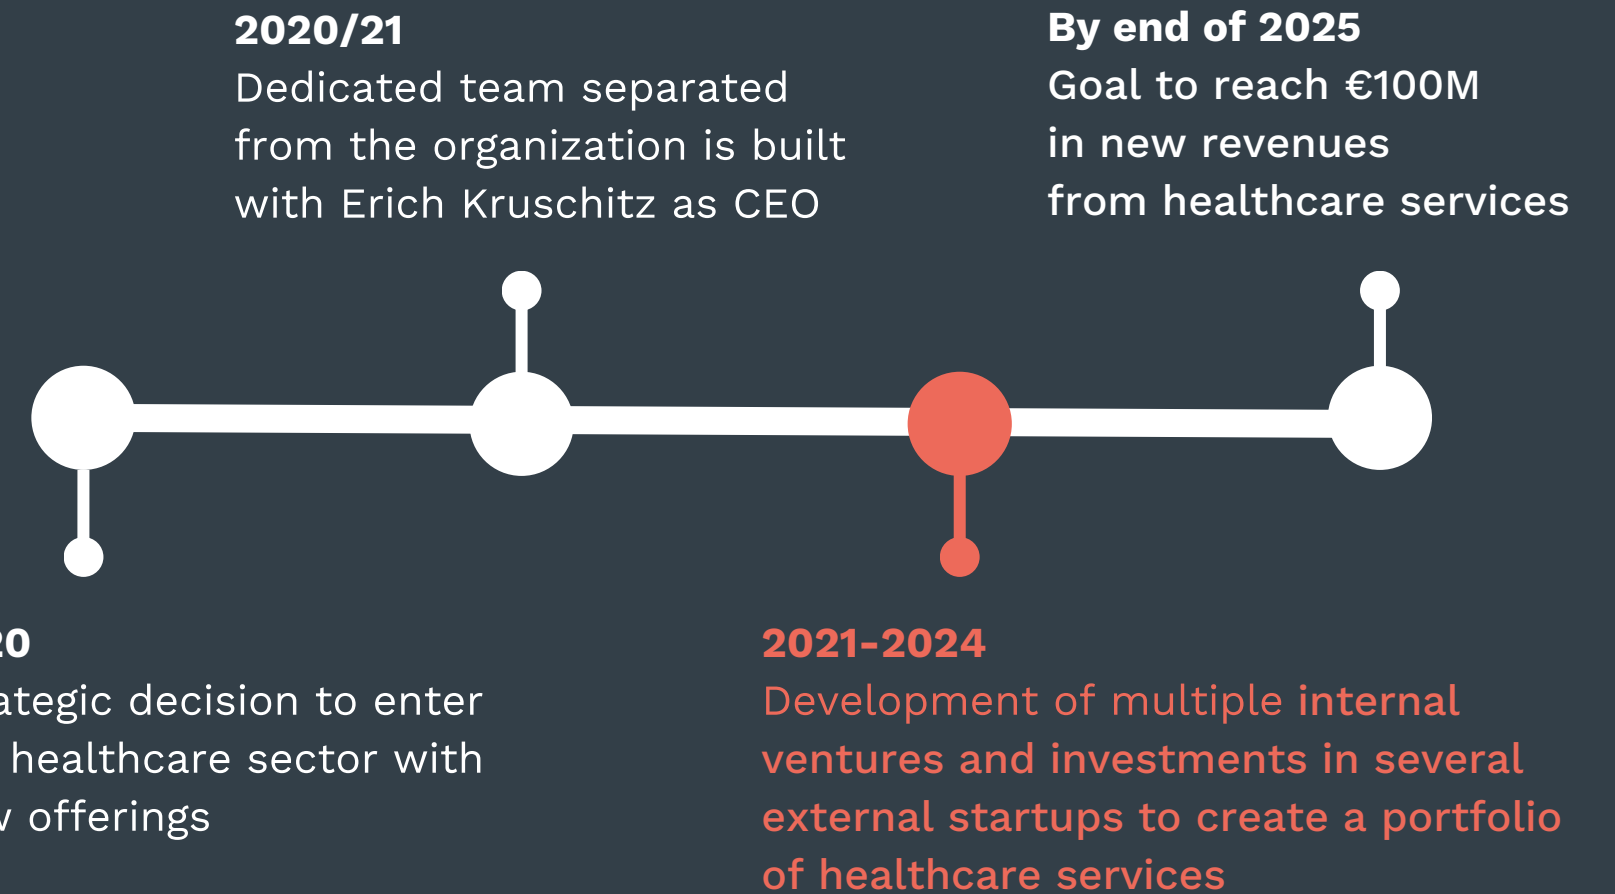 2020/21
Dedicated team separated
from the organization is built
with Erich Kruschitz as CEO
By end of 2025
Goal to reach €100M
in new revenues
from healthcare services
decision to enter
healthcare sector with
offerings
2021-2024
Development of multiple internal
ventures and investments in several
external startups to create a portfolio
of healthcare services